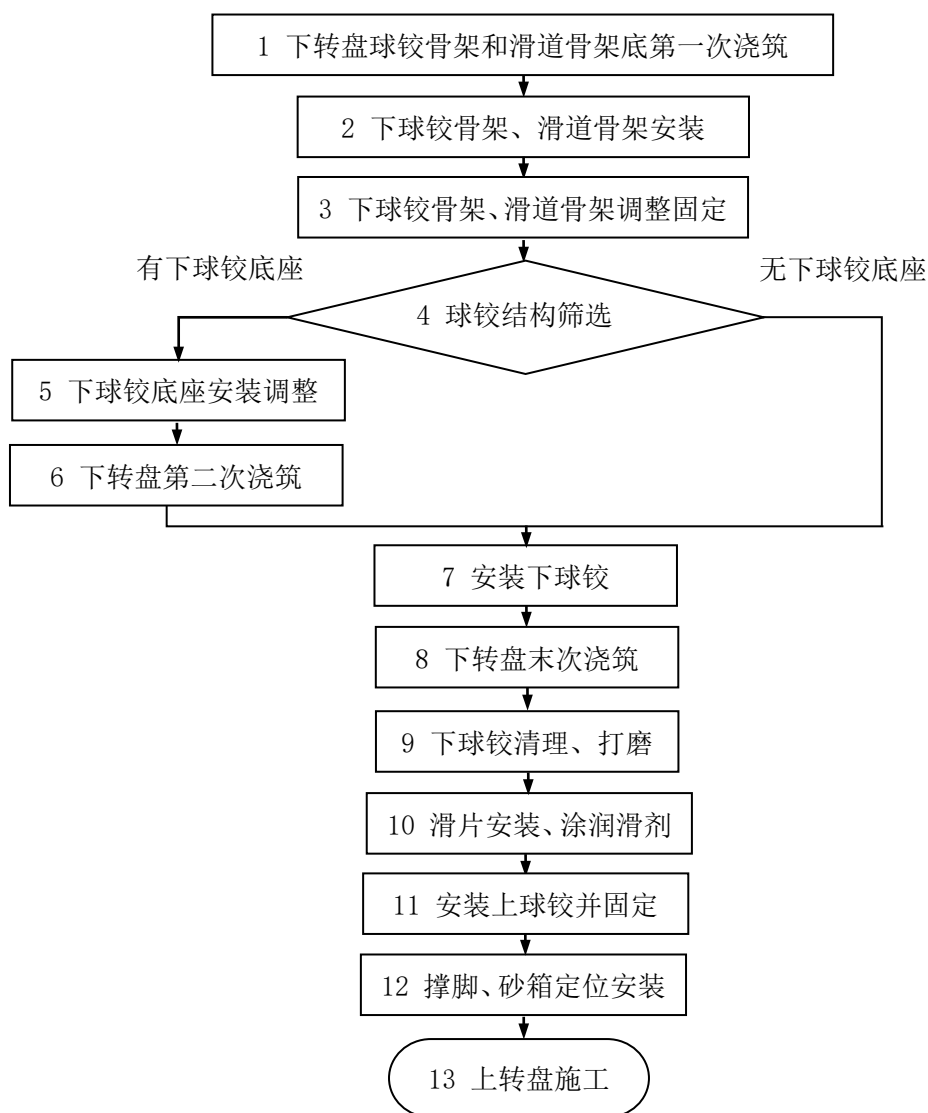 1 下转盘球铰骨架和滑道骨架底第一次浇筑
2 下球铰骨架、滑道骨架安装
3 下球铰骨架、滑道骨架调整固定
有下球铰底座
无下球铰底座
4 球铰结构筛选
5 下球铰底座安装调整
6 下转盘第二次浇筑
7 安装下球铰
8 下转盘末次浇筑
9 下球铰清理、打磨
10 滑片安装、涂润滑剂
11 安装上球铰并固定
12 撑脚、砂箱定位安装
13 上转盘施工